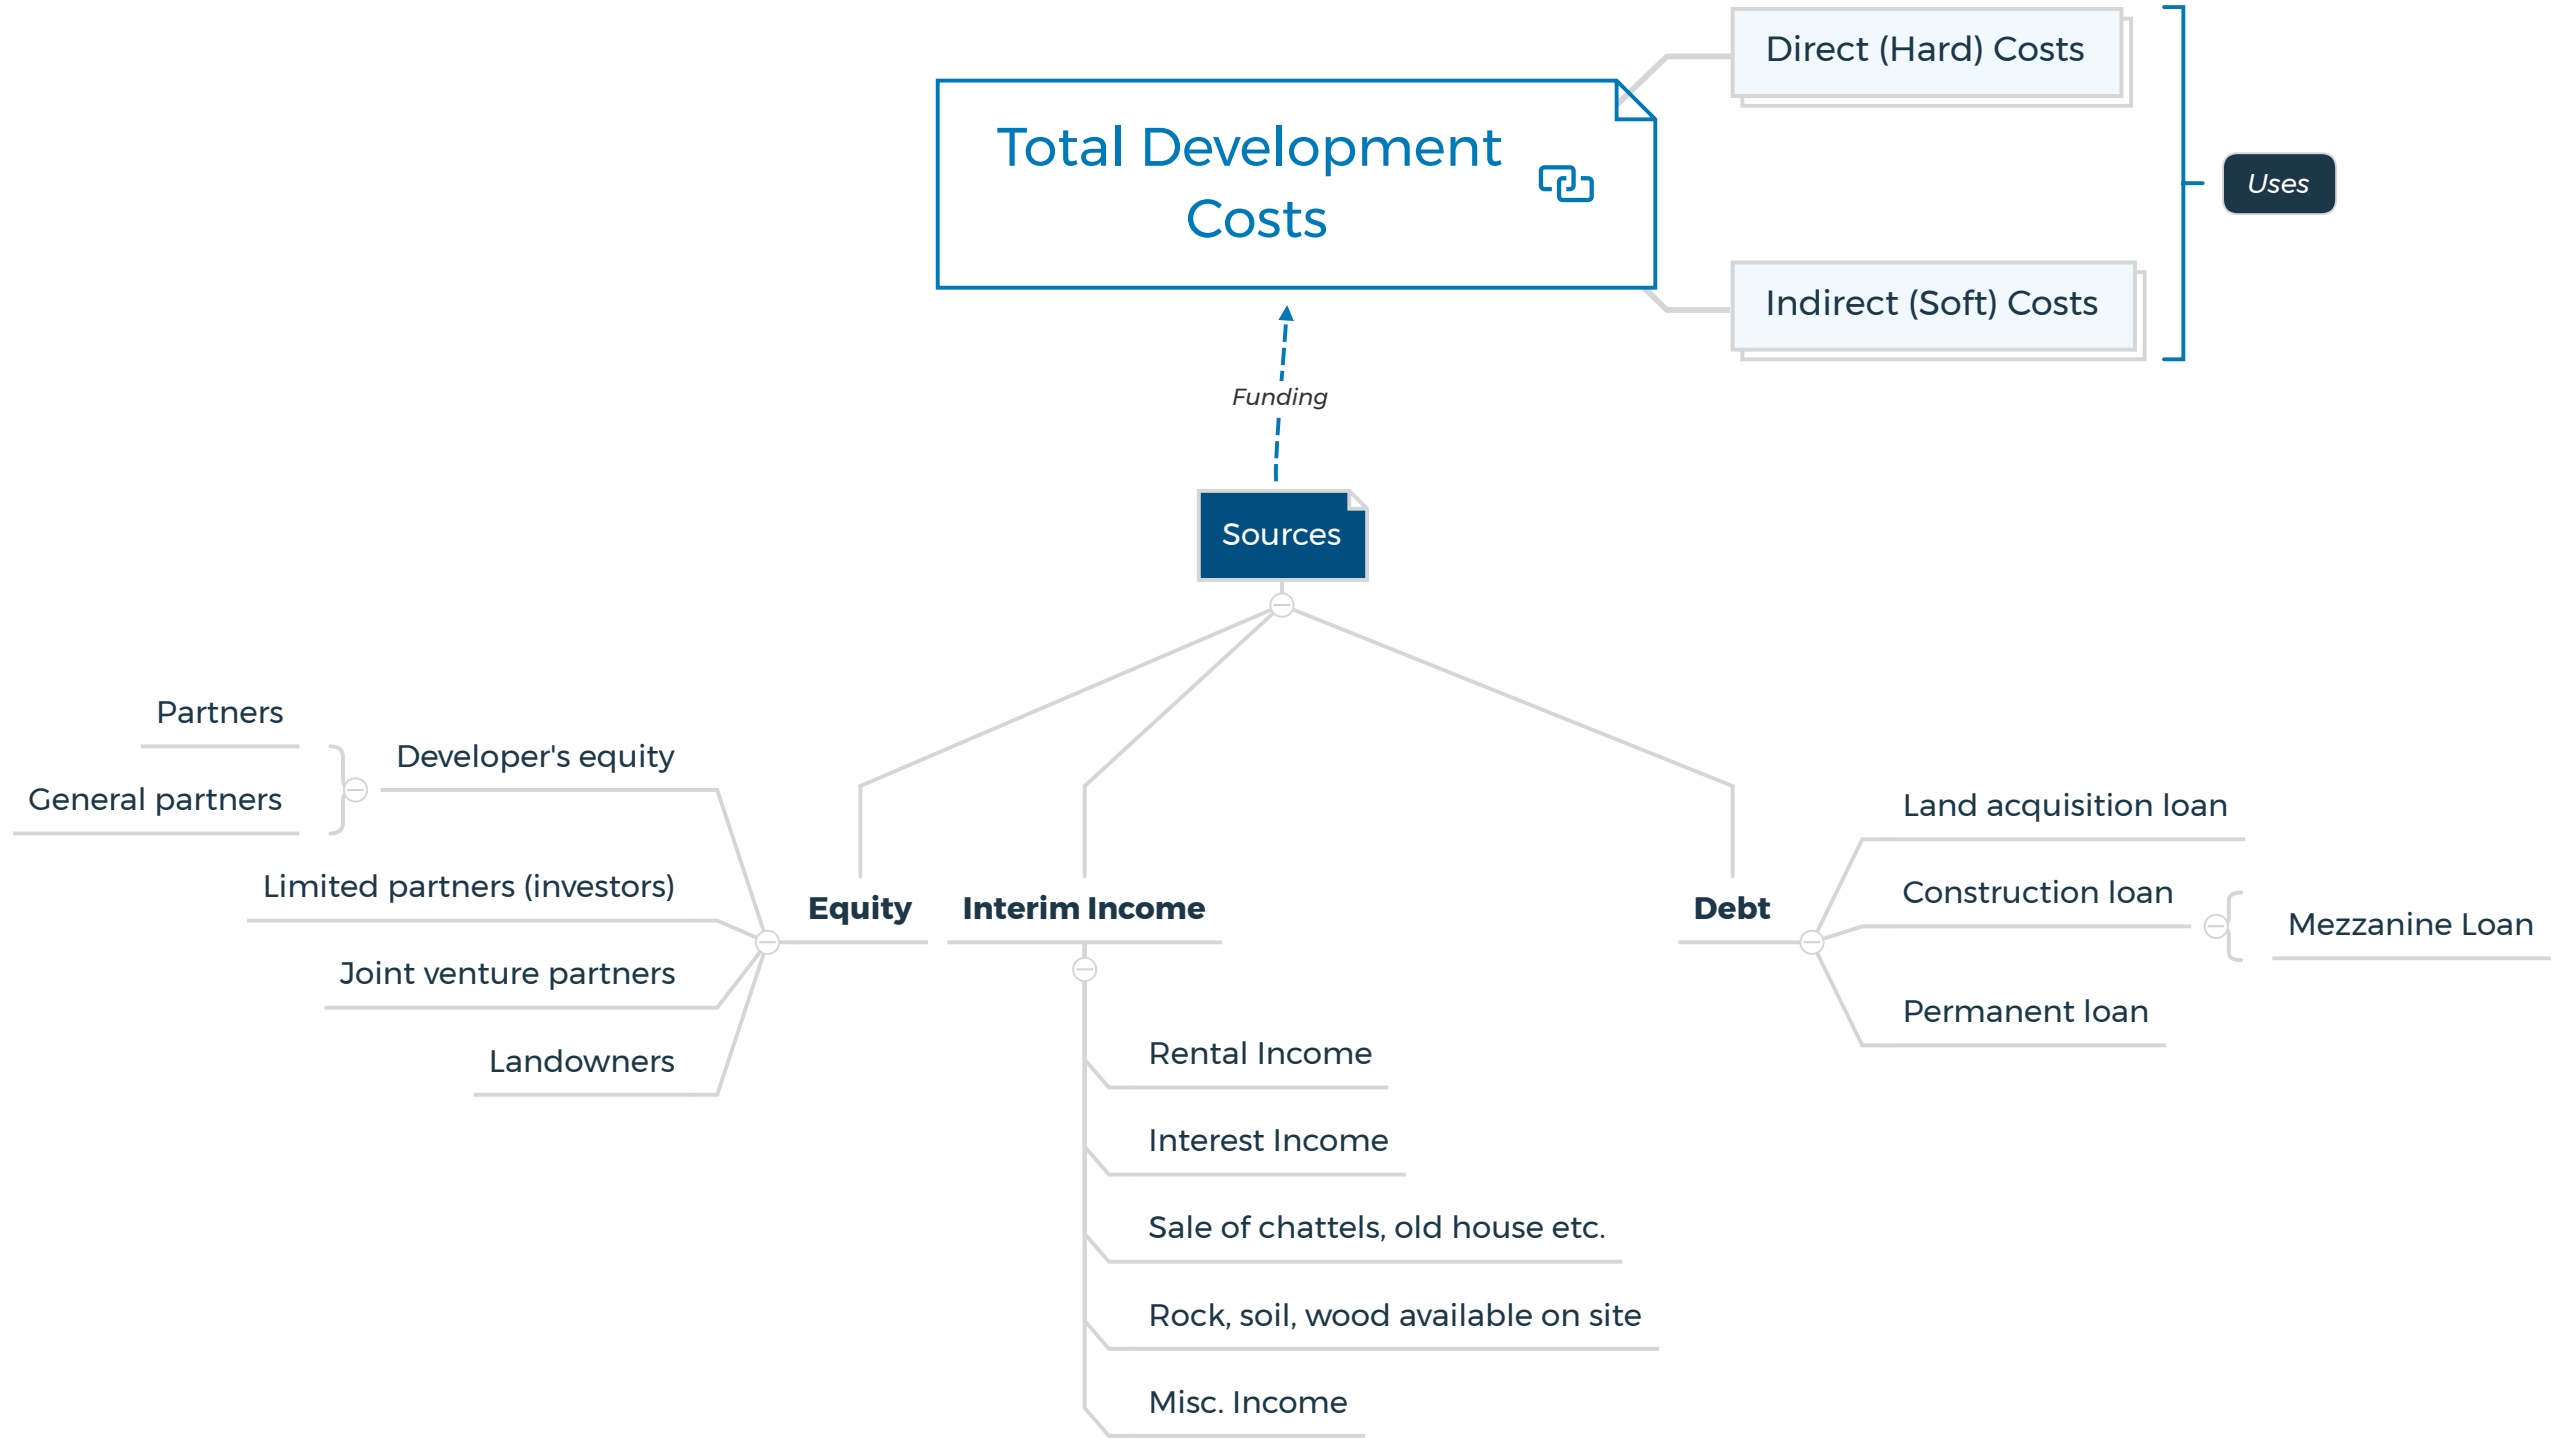 Total Development
Costs
Direct (Hard) Costs
Indirect (Soft) Costs
Uses
Funding
Sources
Equity
Developer's equity
Partners
General partners
Limited partners (investors)
Joint venture partners
Landowners
Interim Income
Rental Income
Interest Income
Sale of chattels, old house etc.
Rock, soil, wood available on site
Misc. Income
Debt
Land acquisition loan
Construction loan
Mezzanine Loan
Permanent loan